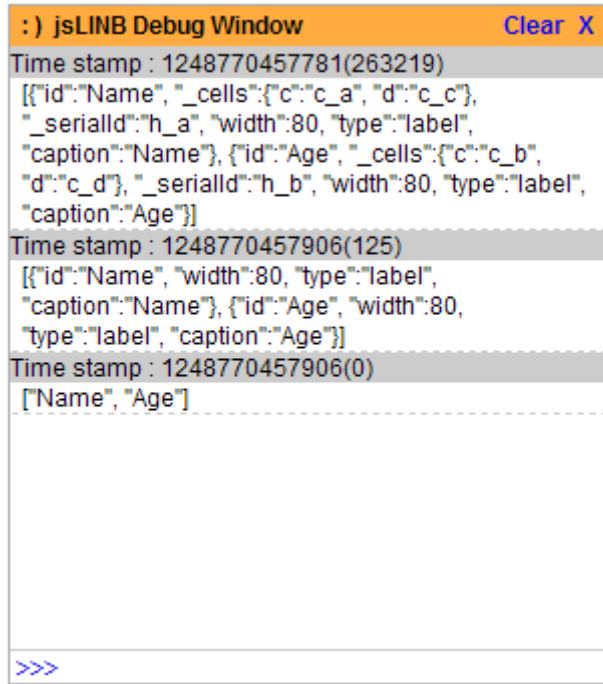 : ) jsLINB Debug Window Clear X
Time stamp : 1248770457781(263219)
[{"id":"Name", "_cells":{"c":"c_a", "d":"c_c"},
"_serialId":"h_a", "width":80, "type":"label",
"caption":"Name"}, {"id":"Age", "_cells":{"c":"c_b",
"d":"c_d"}, "_serialId":"h_b", "width":80, "type":"label",
"caption":"Age"}]
Time stamp : 1248770457906(125)
[{"id":"Name", "width":80, "type":"label",
"caption":"Name"}, {"id":"Age", "width":80,
"type":"label", "caption":"Age"}]
Time stamp : 1248770457906(0)
["Name", "Age"]
>>>